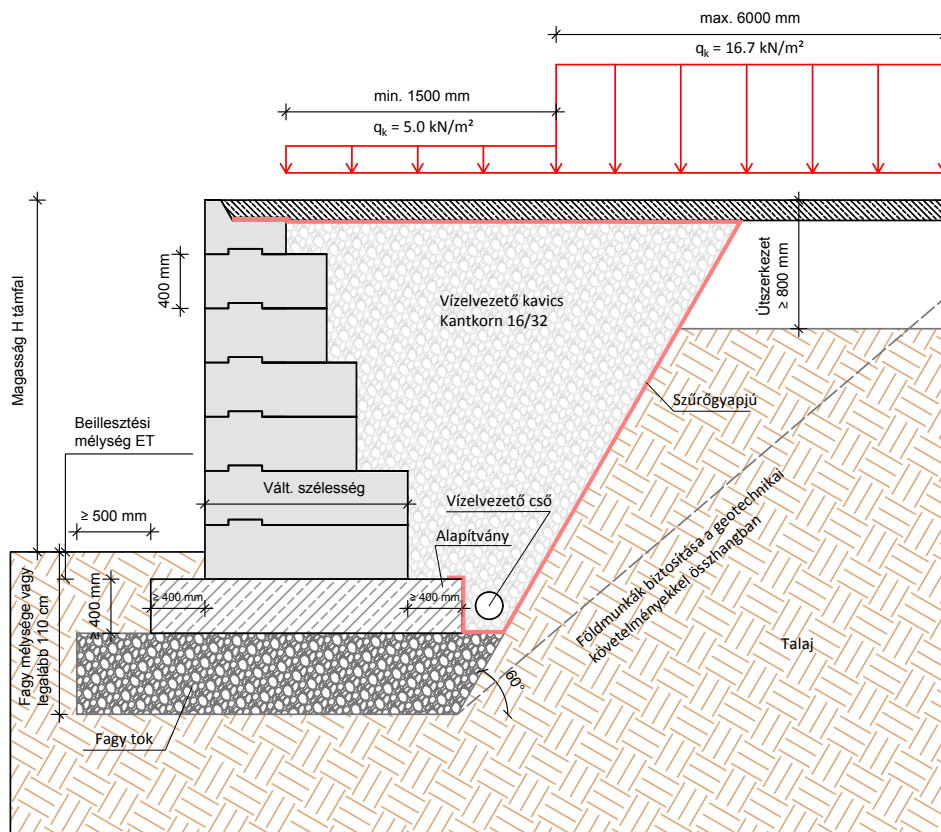 max. 6000 mm
qk = 16.7 kN/m²
min. 1500 mm
qk = 5.0 kN/m²
Magasság H támfal
400 mm
Vízelvezető kavics
Kantkorn 16/32
Útszerkezet
≥ 800 mm
Szűrőgyapjú
Beillesztési
mélység ET
Vált. szélesség
Vízelvezető cső
≥ 500 mm
Alapítvány
≥ 400 mm
≥ 400 mm
≥ 400 mm
Fagy mélysége vagy
legalább 110 cm
Földmunkák biztosítása a geotechnikai
követelményekkel összhangban
Talaj
60°
Fagy tok